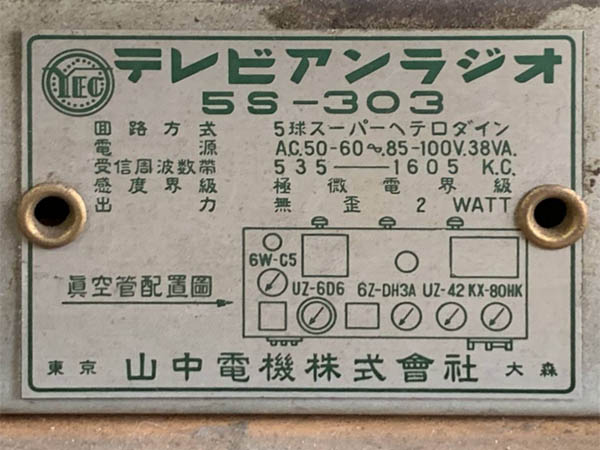 YEC テレビアンラジオ
5S-303
回路方式 5球スーパーヘテロダイン
電源 A.C,50-60~,85-100V.38VA.
受信周波数帯 535——1605 K.C.
感度界級 極微電界級
出力 無歪 2 WATT
6W-C5
UZ-6D6 6Z-DH3A UZ-42 KX-80HK
眞空管配置圖
東京 山中電機株式會社 大森